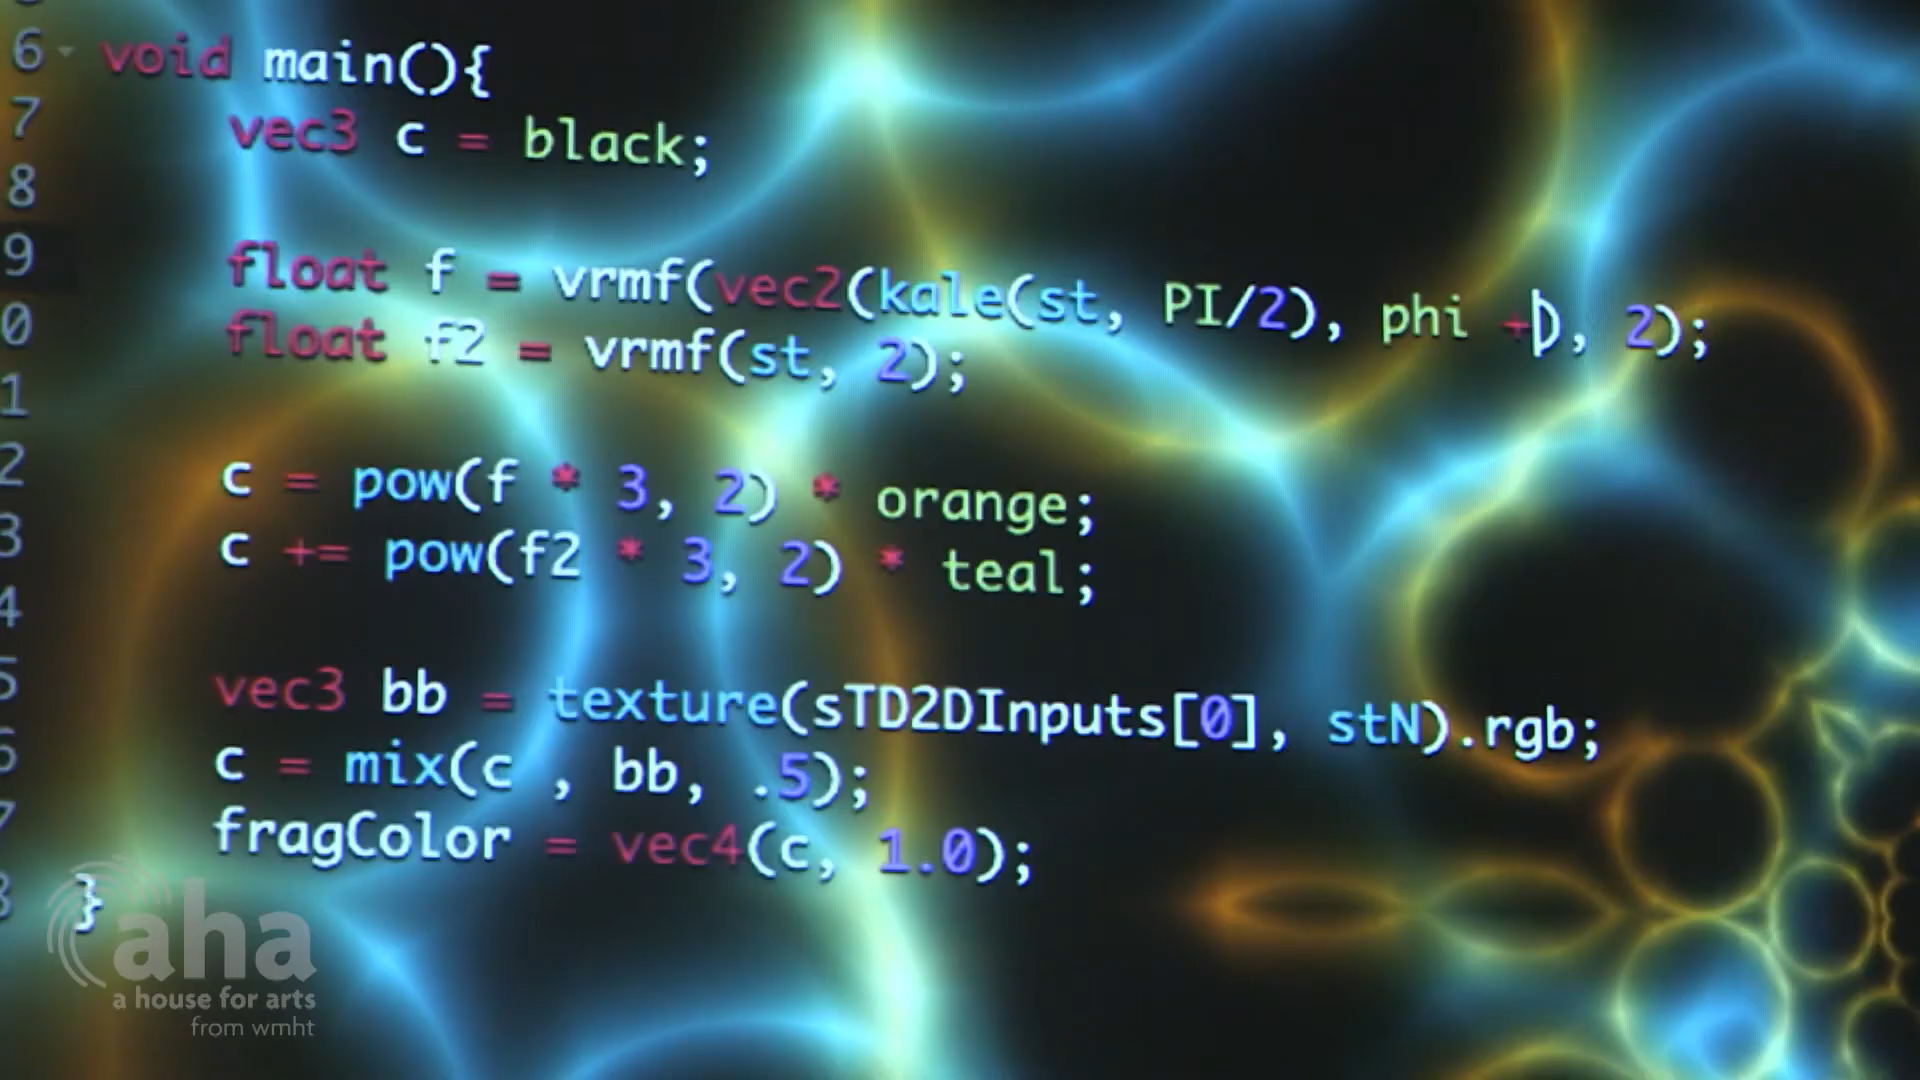 6 void main(){
7 vec3 c = black;
8
9 float f = vrmf(vec2(kale(st, PI/2), phi +), 2);
0 float f2 = vrmf(st, 2);
1
2 c = pow(f * 3, 2) * orange;
3 c += pow(f2 * 3, 2) * teal;
4
5 vec3 bb = texture(sTD2DInputs[0], stN).rgb;
6 c = mix(c , bb, .5);
7 fragColor = vec4(c, 1.0);
8 }
aha
a house for arts
from wmht